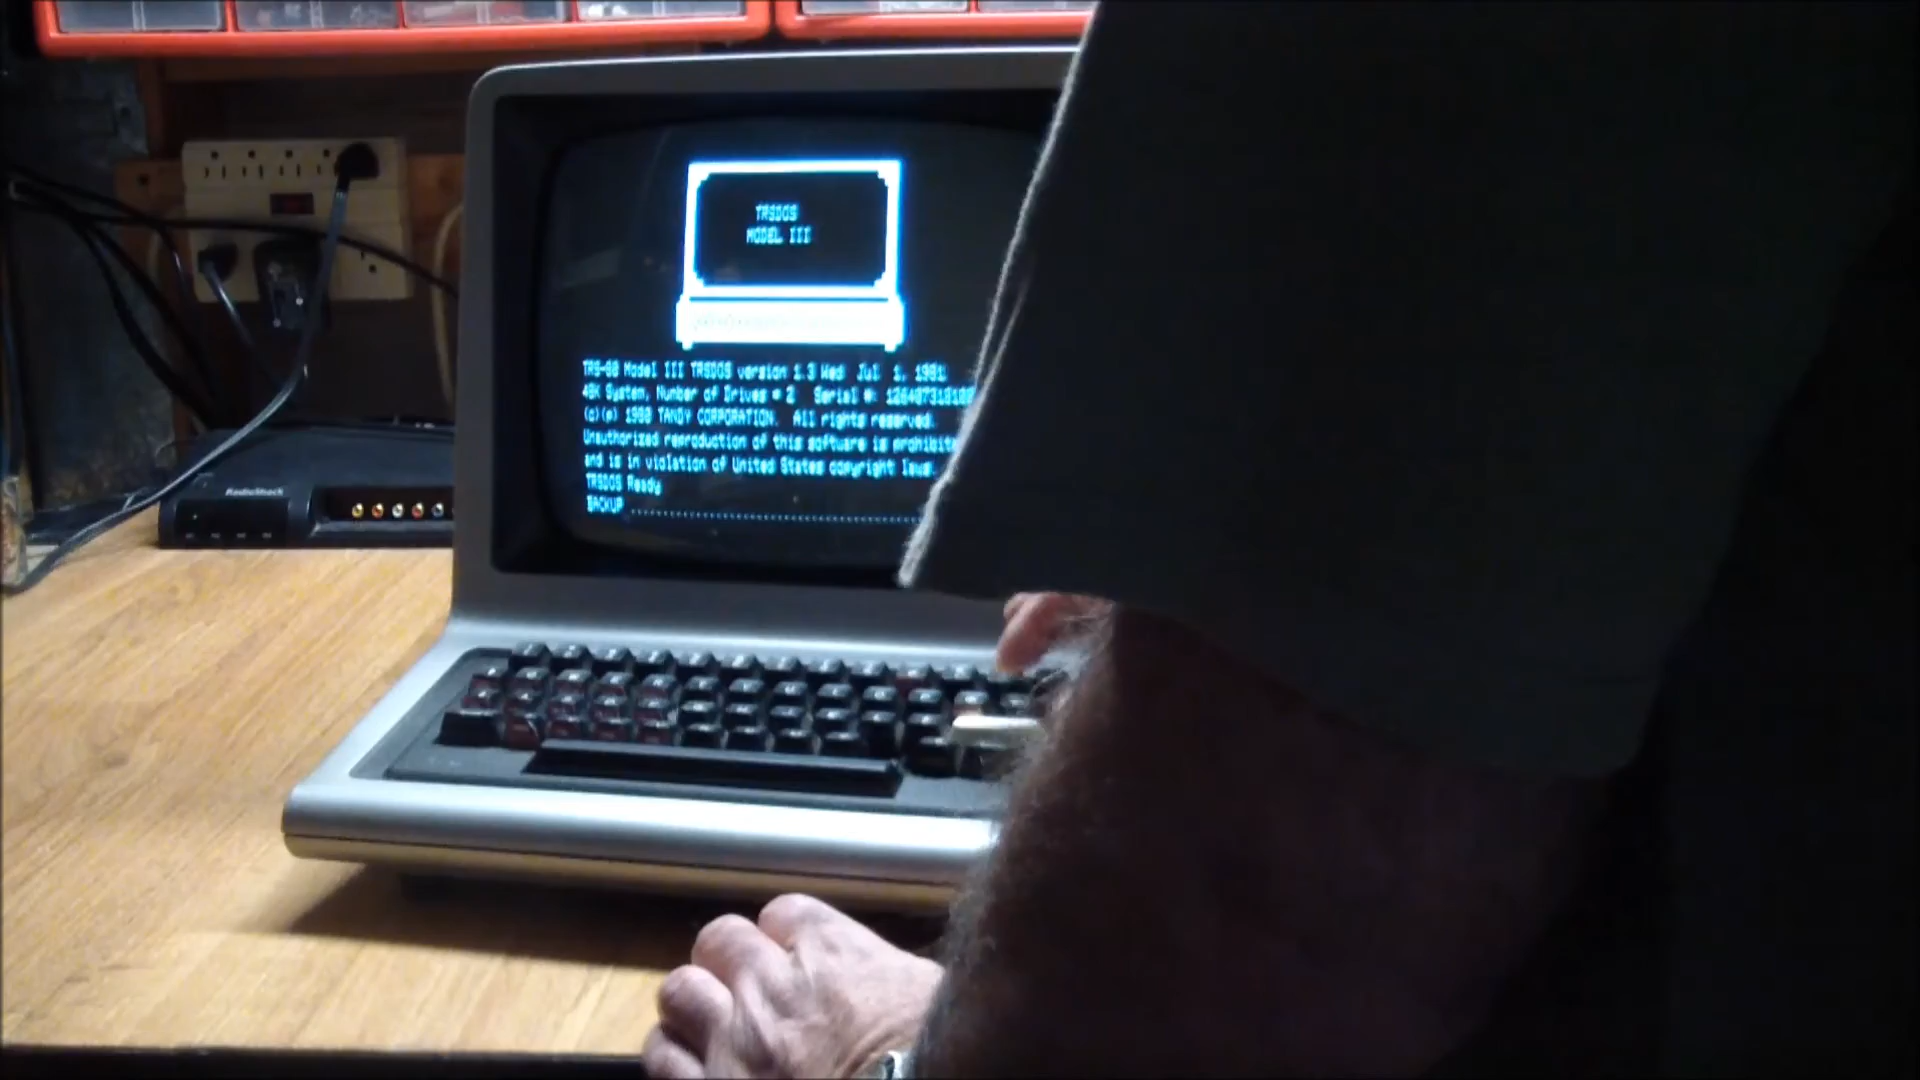 TRSDOS
MODEL III
TRS-80 Model III TRSDOS version 1.3 Wed Jul 1, 1981
48K System, Number of Drives = 2 Serial #:
(c)(p) 1980 TANDY CORPORATION. All rights reserved.
Unauthorized reproduction of this software is prohibite
and is in violation of United States copyright laws.
TRSDOS Ready
BACKUP ..............................................
RadioShack